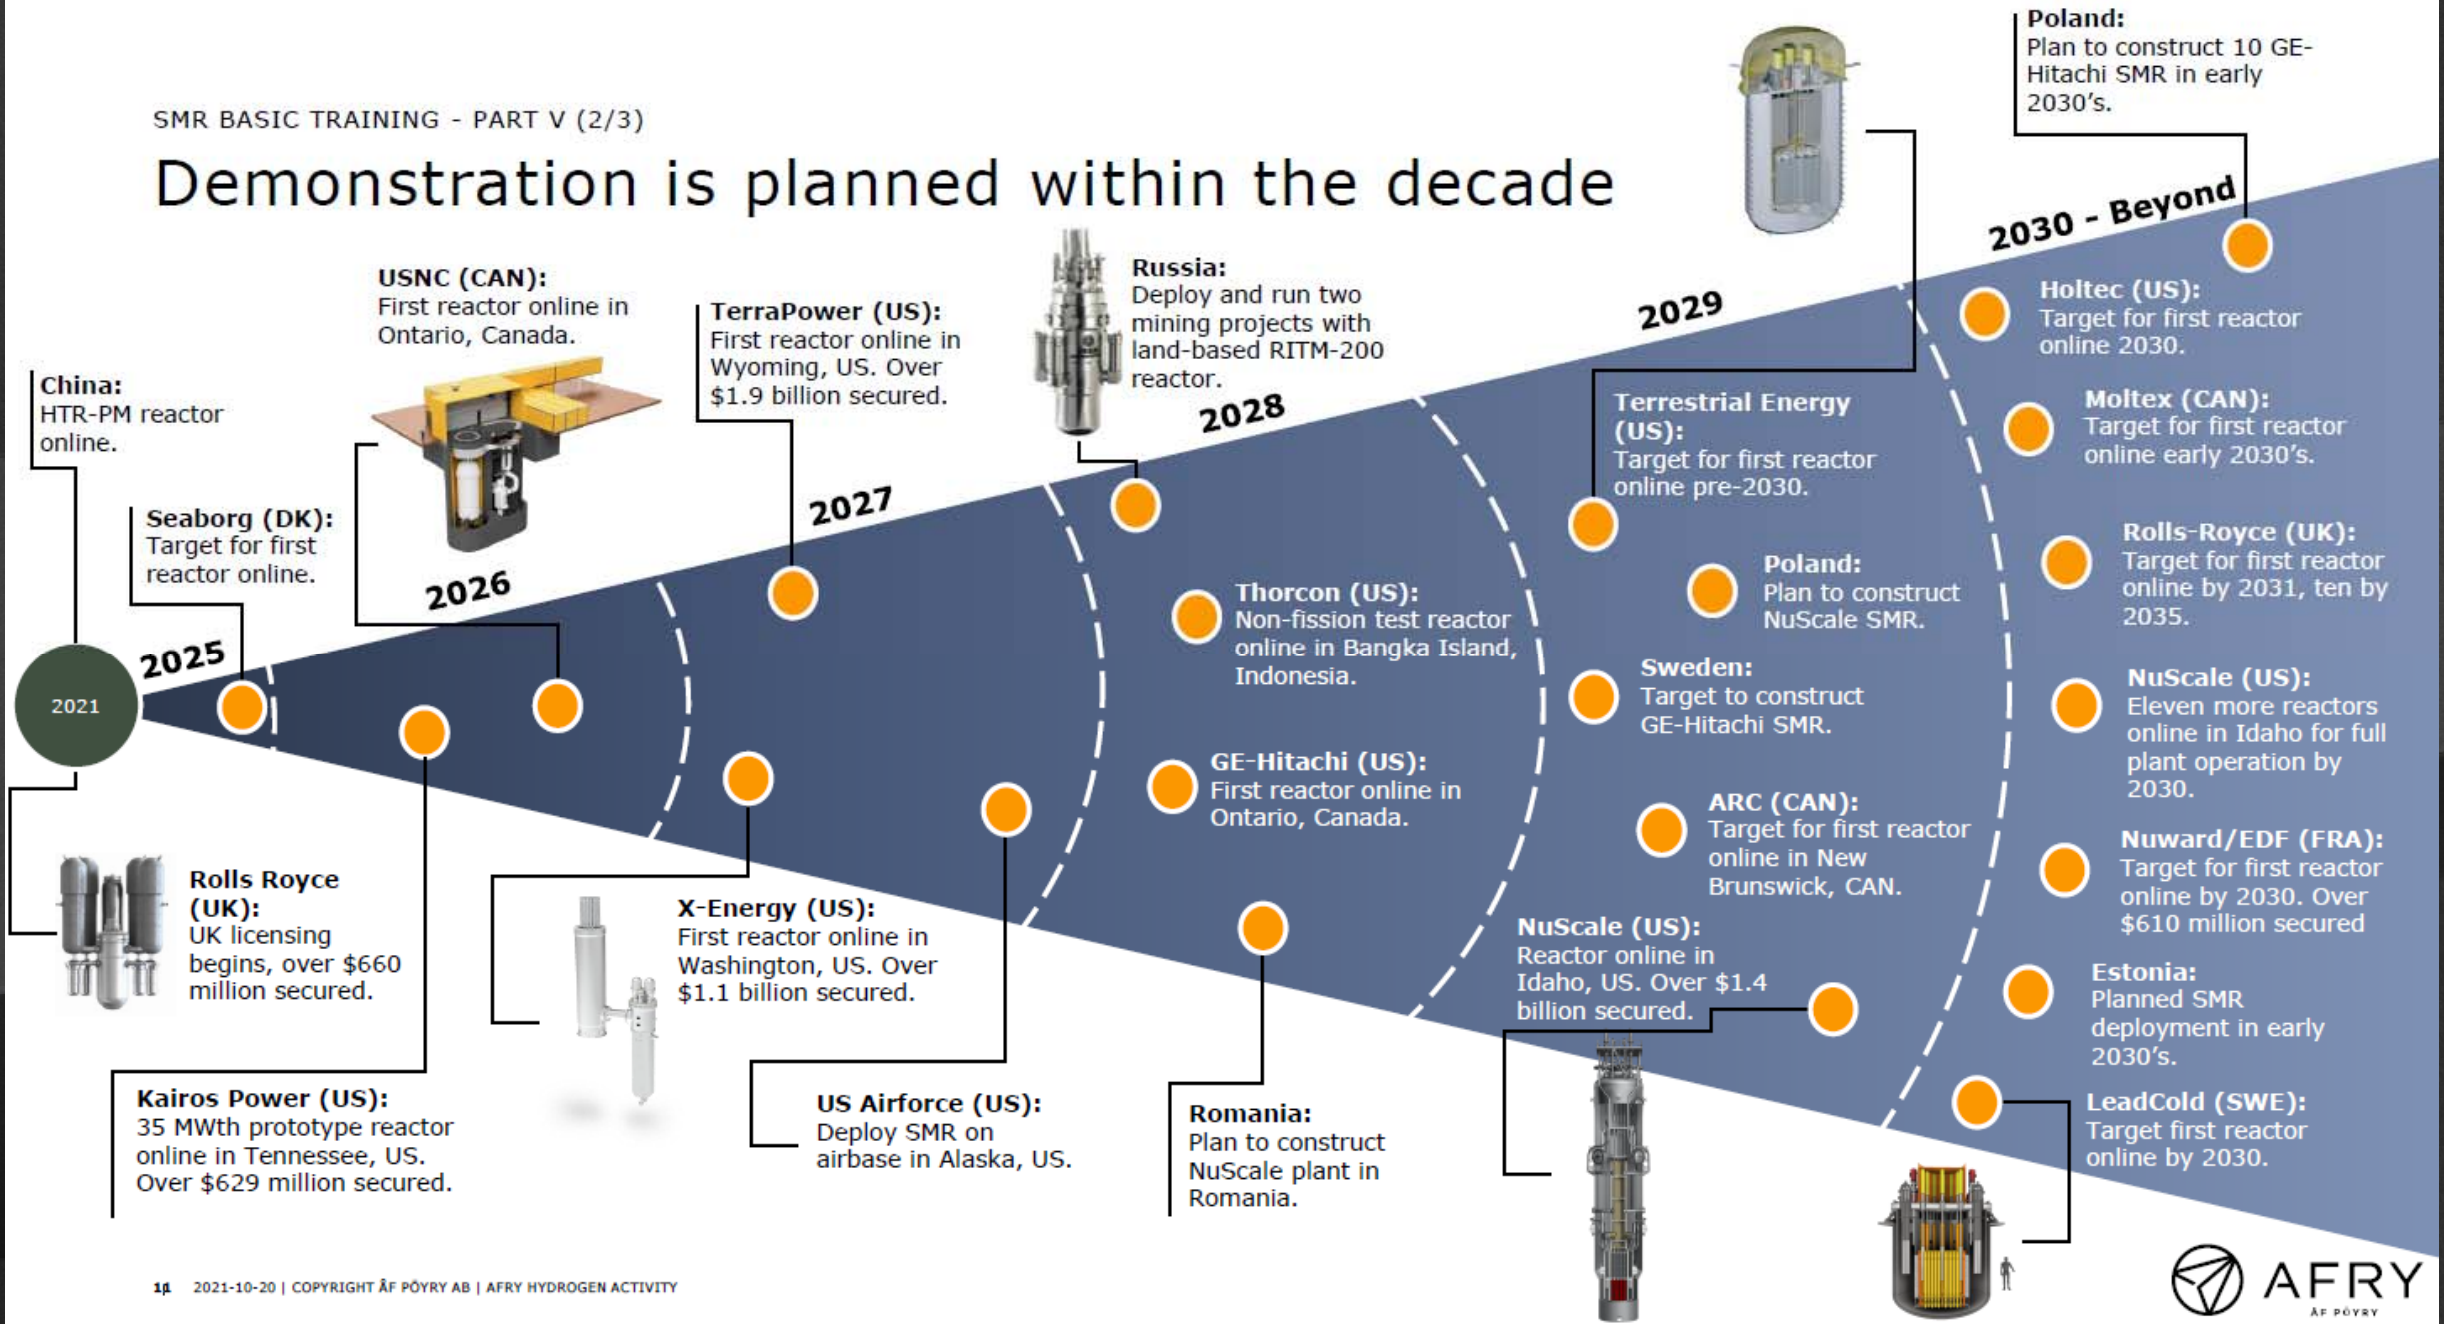 SMR BASIC TRAINING - PART V (2/3)
Demonstration is planned within the decade
China:
HTR-PM reactor
online.
2021
Rolls Royce
(UK):
UK licensing
begins, over $660
million secured.
2025
Seaborg (DK):
Target for first
reactor online.
2026
USNC (CAN):
First reactor online in
Ontario, Canada.
Kairos Power (US):
35 MWth prototype reactor
online in Tennessee, US.
Over $629 million secured.
2027
TerraPower (US):
First reactor online in
Wyoming, US. Over
$1.9 billion secured.
X-Energy (US):
First reactor online in
Washington, US. Over
$1.1 billion secured.
US Airforce (US):
Deploy SMR on
airbase in Alaska, US.
2028
Russia:
Deploy and run two
mining projects with
land-based RITM-200
reactor.
Thorcon (US):
Non-fission test reactor
online in Bangka Island,
Indonesia.
GE-Hitachi (US):
First reactor online in
Ontario, Canada.
Romania:
Plan to construct
NuScale plant in
Romania.
2029
Terrestrial Energy
(US):
Target for first reactor
online pre-2030.
Poland:
Plan to construct
NuScale SMR.
Sweden:
Target to construct
GE-Hitachi SMR.
ARC (CAN):
Target for first reactor
online in New
Brunswick, CAN.
NuScale (US):
Reactor online in
Idaho, US. Over $1.4
billion secured.
2030 - Beyond
Poland:
Plan to construct 10 GE-
Hitachi SMR in early
2030's.
Holtec (US):
Target for first reactor
online 2030.
Moltex (CAN):
Target for first reactor
online early 2030's.
Rolls-Royce (UK):
Target for first reactor
online by 2031, ten by
2035.
NuScale (US):
Eleven more reactors
online in Idaho for full
plant operation by
2030.
Nuward/EDF (FRA):
Target for first reactor
online by 2030. Over
$610 million secured
Estonia:
Planned SMR
deployment in early
2030's.
LeadCold (SWE):
Target first reactor
online by 2030.
2021-10-20 | COPYRIGHT ÅF PÖYRY AB | AFRY HYDROGEN ACTIVITY
AFRY
ÅF PÖYRY